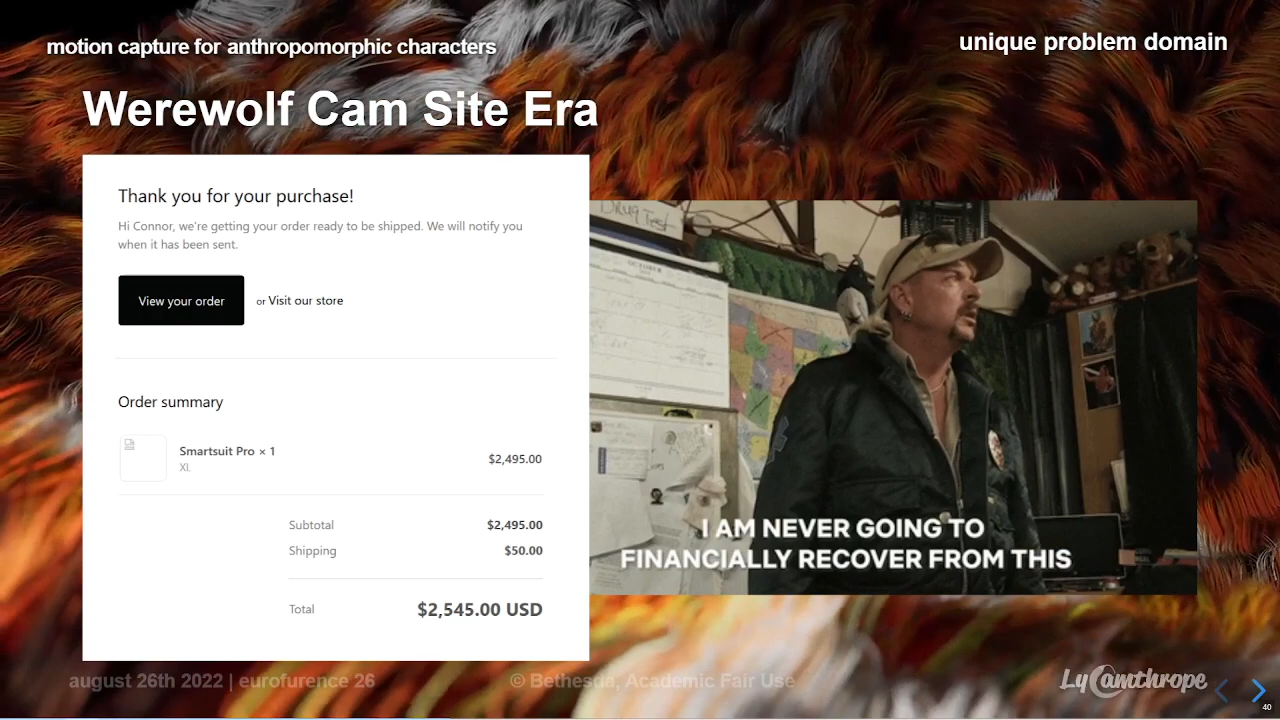 motion capture for anthropomorphic characters
unique problem domain
Werewolf Cam Site Era
Thank you for your purchase!
Hi Connor, we're getting your order ready to be shipped. We will notify you
when it has been sent.
View your order
or Visit our store
Order summary
Smartsuit Pro × 1
XL
$2,495.00
Subtotal
$2,495.00
Shipping
$50.00
Total
$2,545.00 USD
Drug Test
OCTOBER
I AM NEVER GOING TO
FINANCIALLY RECOVER FROM THIS
august 26th 2022 | eurofurence 26
© Bethesda, Academic Fair Use
Lycamthrope
40